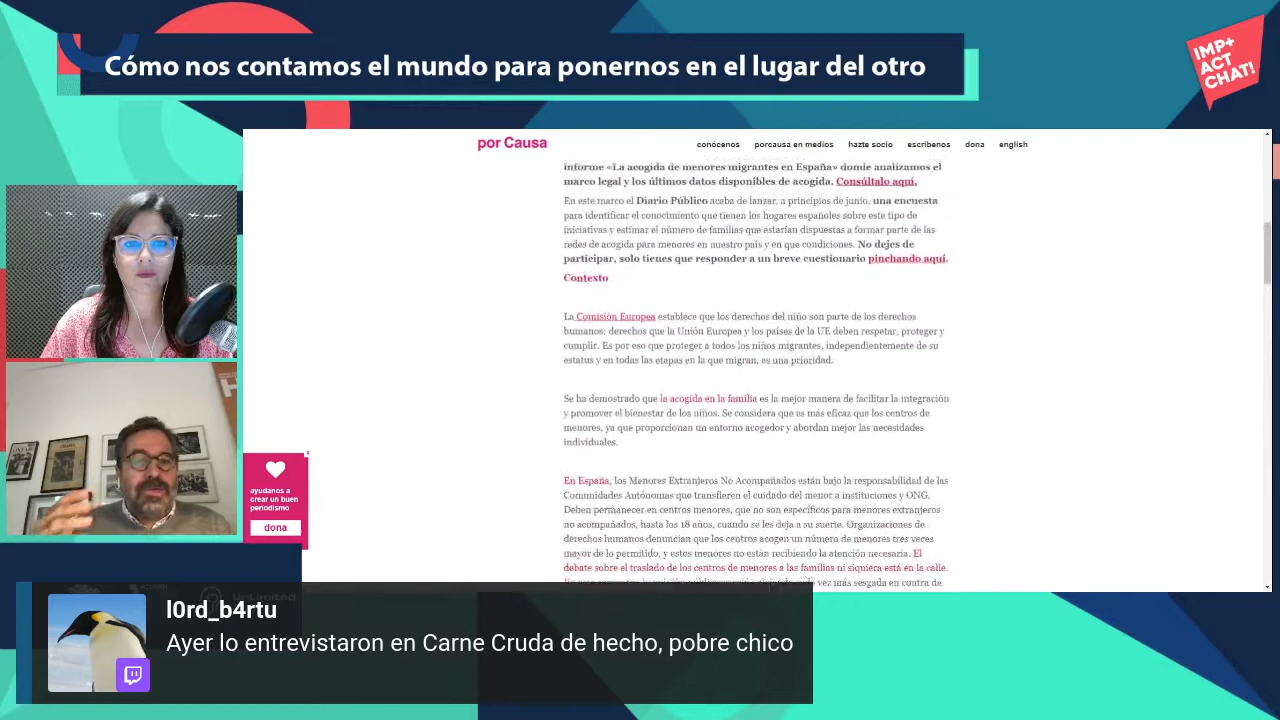 Cómo nos contamos el mundo para ponernos en el lugar del otro
IMP+
ACT
CHAT!
por Causa
conócenos
porcausa en medios
hazte socio
escríbenos
dona
english
informe «La acogida de menores migrantes en España» donde analizamos el
marco legal y los últimos datos disponibles de acogida. Consúltalo aquí.
En este marco el Diario Público acaba de lanzar, a principios de junio, una encuesta
para identificar el conocimiento que tienen los hogares españoles sobre este tipo de
iniciativas y estimar el número de familias que estarían dispuestas a formar parte de las
redes de acogida para menores en nuestro país y en que condiciones. No dejes de
participar, solo tienes que responder a un breve cuestionario pinchando aquí.
Contexto
La Comisión Europea establece que los derechos del niño son parte de los derechos
humanos: derechos que la Unión Europea y los países de la UE deben respetar, proteger y
cumplir. Es por eso que proteger a todos los niños migrantes, independientemente de su
estatus y en todas las etapas en la que migran, es una prioridad.
Se ha demostrado que la acogida en la familia es la mejor manera de facilitar la integración
y promover el bienestar de los niños. Se considera que es más eficaz que los centros de
menores, ya que proporcionan un entorno acogedor y abordan mejor las necesidades
individuales.
En España, los Menores Extranjeros No Acompañados están bajo la responsabilidad de las
Comunidades Autónomas que transfieren el cuidado del menor a instituciones y ONG.
Deben permanecer en centros menores, que no son específicos para menores extranjeros
no acompañados, hasta los 18 años, cuando se les deja a su suerte. Organizaciones de
derechos humanos denuncian que los centros acogen un número de menores tres veces
mayor de lo permitido, y estos menores no están recibiendo la atención necesaria. El
debate sobre el traslado de los centros de menores a las familias ni siquiera está en la calle.
vez más sesgada en contra de
ayudanos a
crear un buen
periodismo
dona
l0rd_b4rtu
Ayer lo entrevistaron en Carne Cruda de hecho, pobre chico